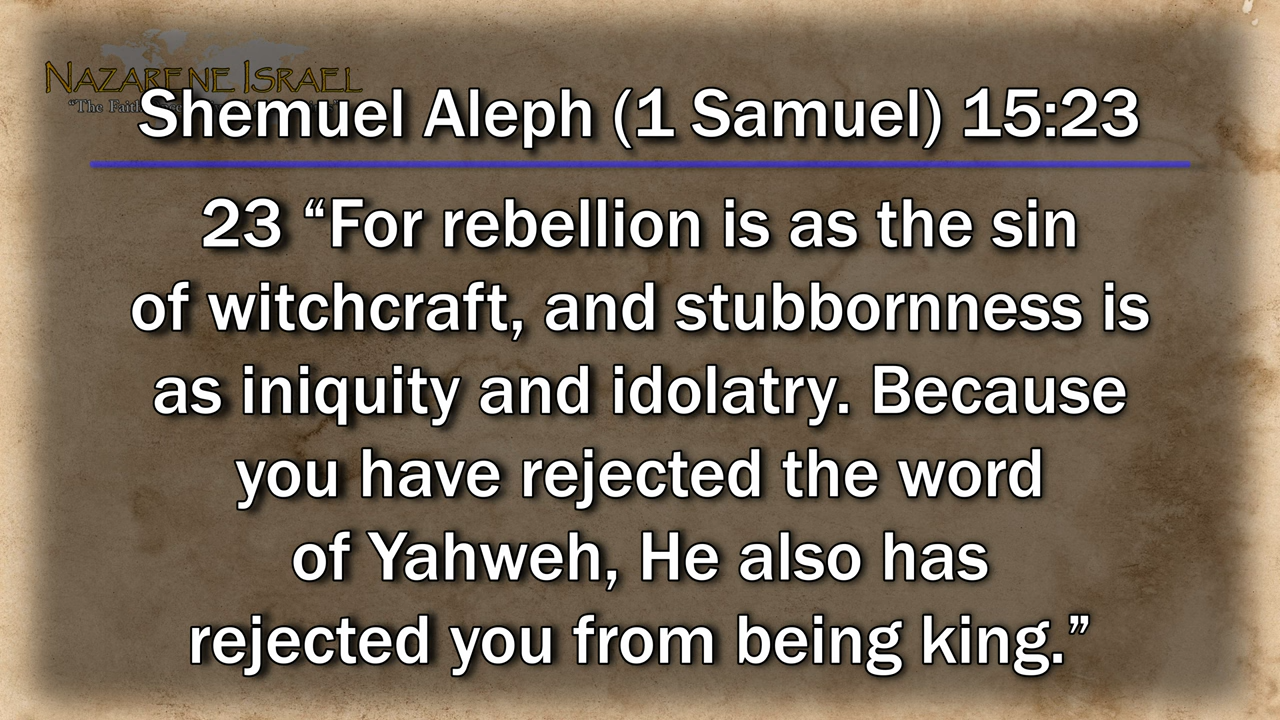 NAZARENE ISRAEL
"The Faith
Shemuel Aleph (1 Samuel) 15:23
23 “For rebellion is as the sin
of witchcraft, and stubbornness is
as iniquity and idolatry. Because
you have rejected the word
of Yahweh, He also has
rejected you from being king.”